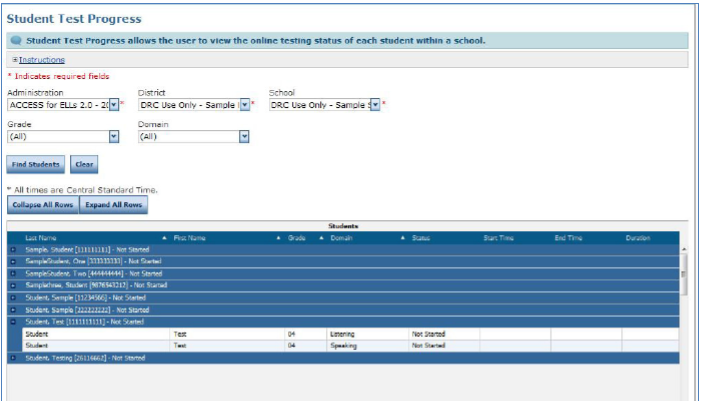 Student Test Progress
Student Test Progress allows the user to view the online testing status of each student within a school.
Instructions
* Indicates required fields
Administration District School
ACCESS for ELLs 2.0 - 20 * DRC Use Only - Sample * DRC Use Only - Sample S *
Grade Domain
(All) (All)
Find Students Clear
* All times are Central Standard Time.
Collapse All Rows Expand All Rows
Students
Last Name First Name Grade Domain Status Start Time End Time Duration
Sample, Student [111111111] - Not Started
SampleStudent, One [333333333] - Not Started
SampleStudent, Two [444444444] - Not Started
Samplethree, Student [9876543212] - Not Started
Student, Sample [11234566] - Not Started
Student, Sample [222222222] - Not Started
Student, Test [1111111111] - Not Started
Student Test 04 Listening Not Started
Student Test 04 Speaking Not Started
Student, Testing [26116662] - Not Started